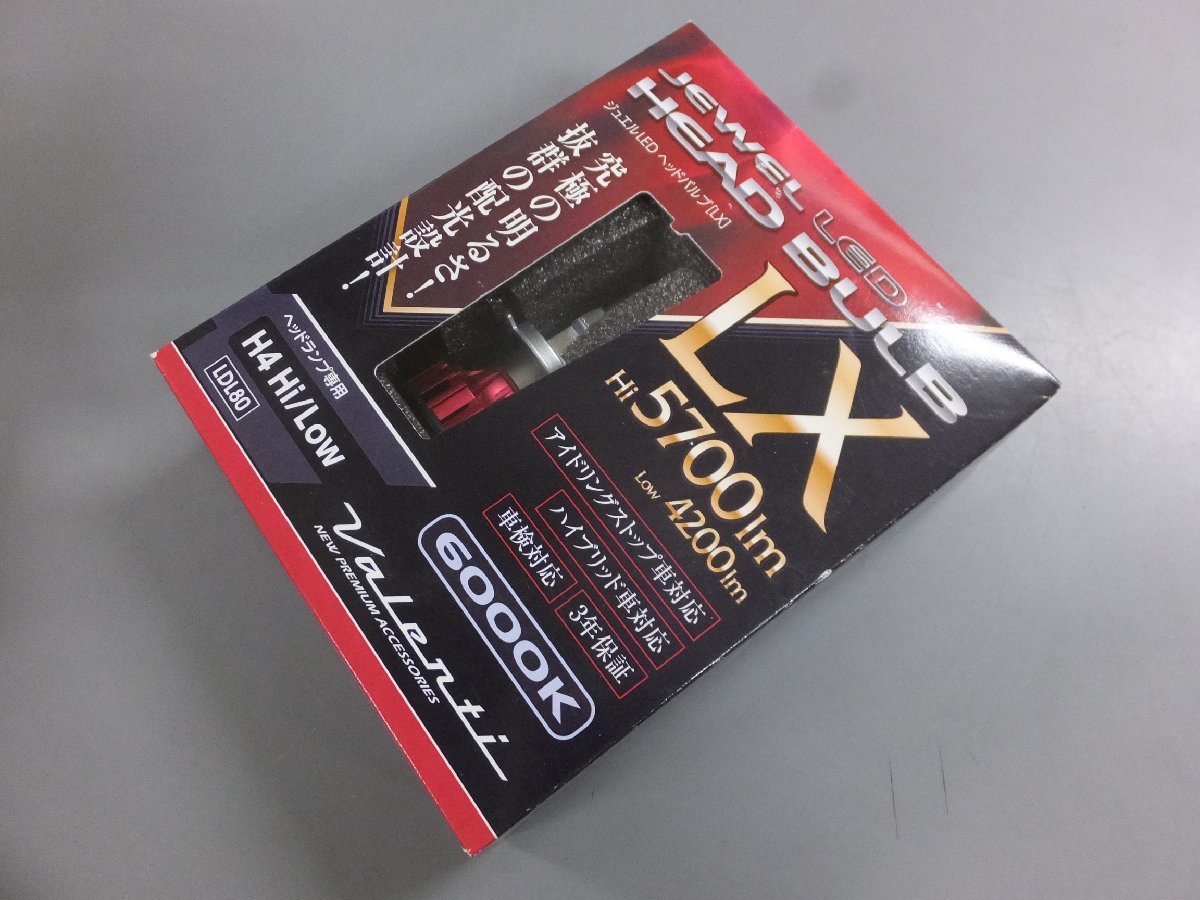 JEWEL LED
HEAD BULB
ジュエルLED ヘッドバルブ[LX]
究極の明るさ!
抜群の配光設計!
LX
Hi 5700lm
Low 4200lm
ヘッドランプ専用
H4 Hi/Low
LDL80
アイドリングストップ車対応
ハイブリッド車対応
車検対応
3年保証
6000K
Valenti
NEW PREMIUM ACCESSORIES